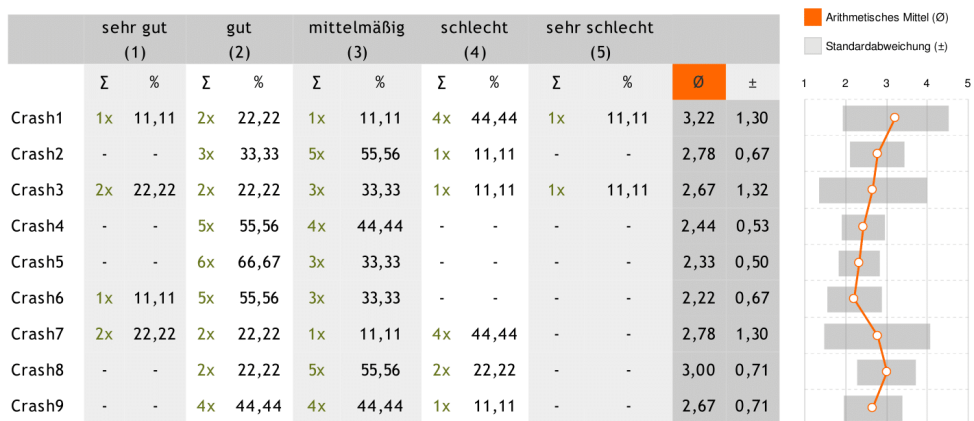 sehr gut gut mittelmäßig schlecht sehr schlecht
(1) (2) (3) (4) (5)
Σ % Σ % Σ % Σ % Σ % Ø ±
Crash1 1x 11,11 2x 22,22 1x 11,11 4x 44,44 1x 11,11 3,22 1,30
Crash2 - - 3x 33,33 5x 55,56 1x 11,11 - - 2,78 0,67
Crash3 2x 22,22 2x 22,22 3x 33,33 1x 11,11 1x 11,11 2,67 1,32
Crash4 - - 5x 55,56 4x 44,44 - - - - 2,44 0,53
Crash5 - - 6x 66,67 3x 33,33 - - - - 2,33 0,50
Crash6 1x 11,11 5x 55,56 3x 33,33 - - - - 2,22 0,67
Crash7 2x 22,22 2x 22,22 1x 11,11 4x 44,44 - - 2,78 1,30
Crash8 - - 2x 22,22 5x 55,56 2x 22,22 - - 3,00 0,71
Crash9 - - 4x 44,44 4x 44,44 1x 11,11 - - 2,67 0,71
Arithmetisches Mittel (Ø)
Standardabweichung (±)
1 2 3 4 5